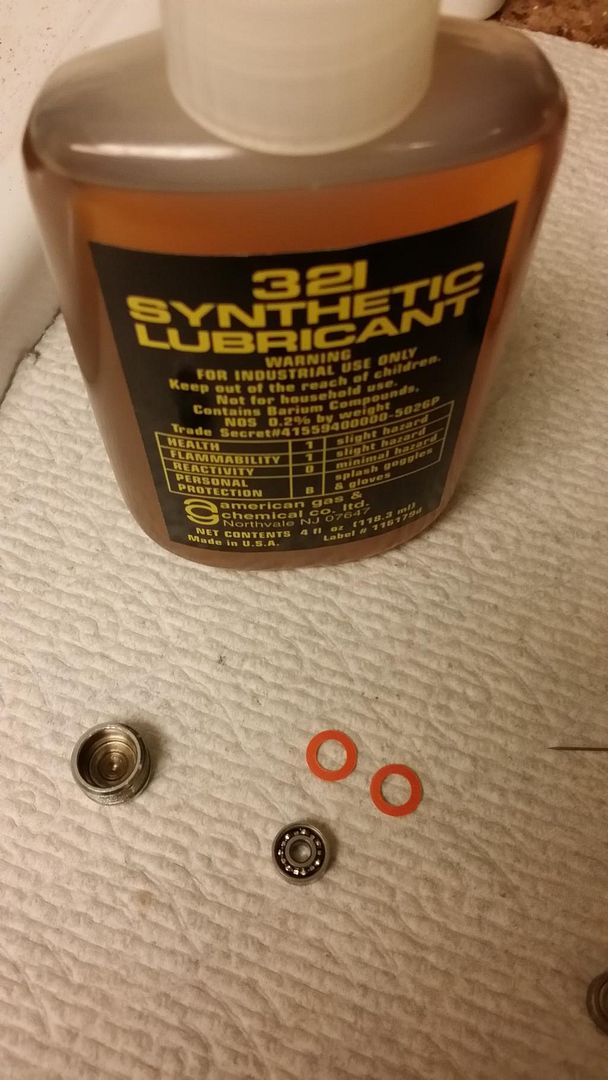 321
SYNTHETIC
LUBRICANT
WARNING
FOR INDUSTRIAL USE ONLY
Keep out of the reach of children.
Not for household use.
Contains Barium Compounds,
NOS 0.2% by weight
Trade Secret#41559400000-5026P
HEALTH 1 slight hazard
FLAMMABILITY 1 slight hazard
REACTIVITY 0 minimal hazard
PERSONAL PROTECTION B splash goggles & gloves
american gas &
chemical co. ltd.
Northvale NJ 07647
NET CONTENTS 4 fl oz (118.3 ml)
Made in U.S.A. Label # 115179d